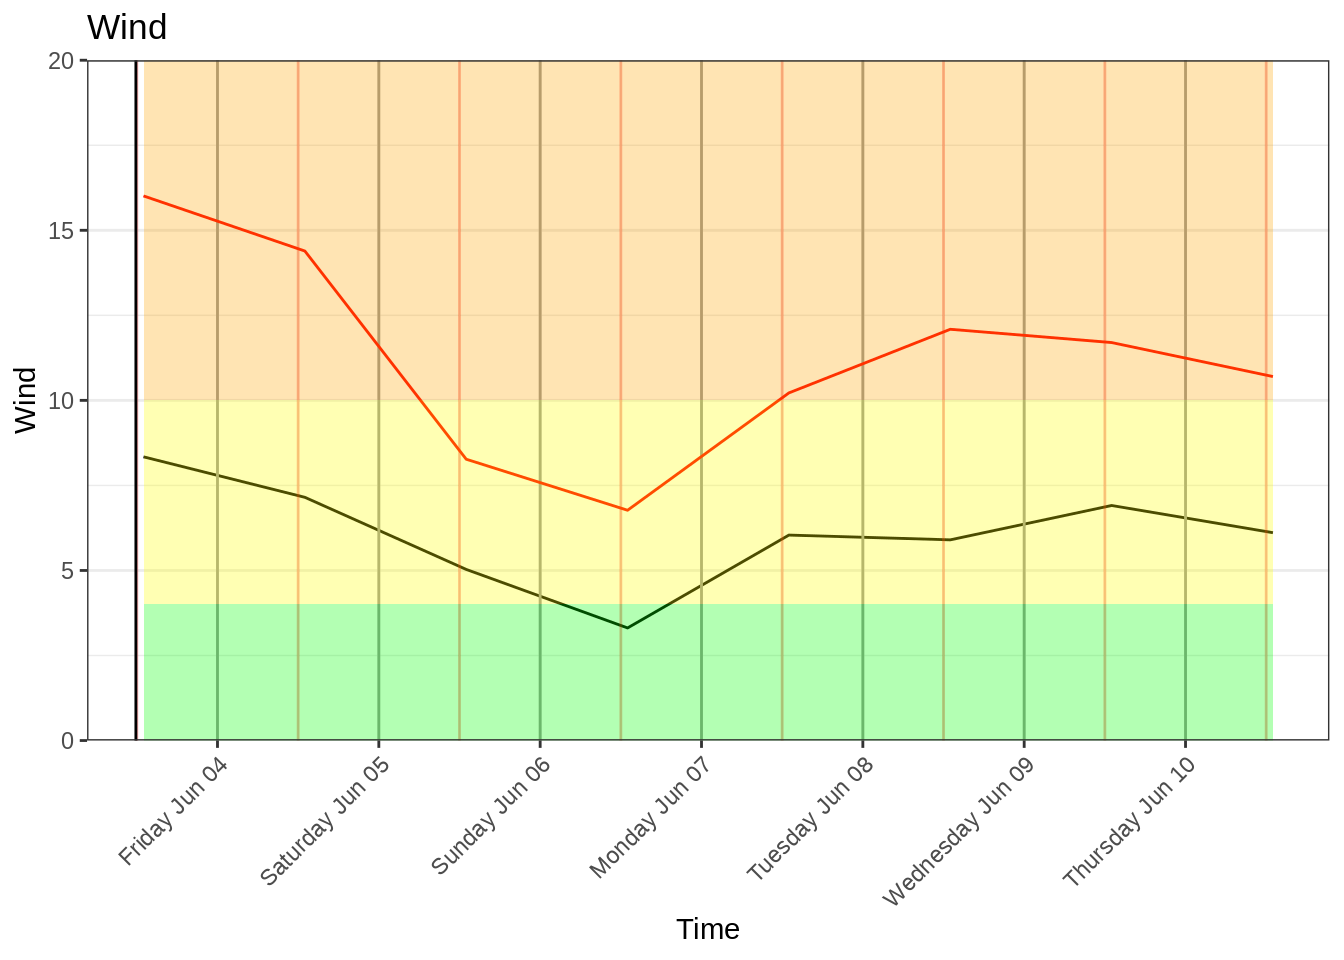 Wind
20
15
10
5
0
Wind
Friday Jun 04
Saturday Jun 05
Sunday Jun 06
Monday Jun 07
Tuesday Jun 08
Wednesday Jun 09
Thursday Jun 10
Time